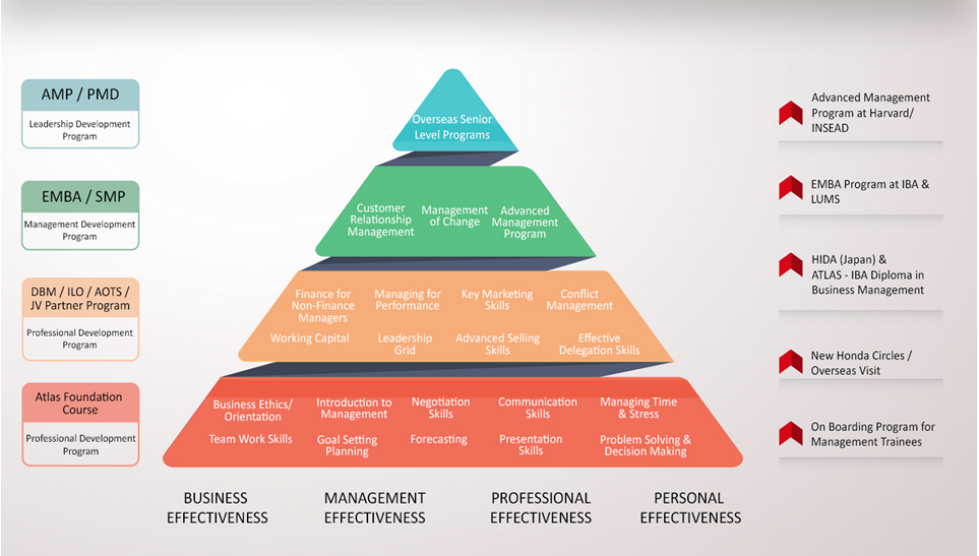 AMP / PMD
Leadership Development
Program
EMBA / SMP
Management Development
Program
DBM / ILO / AOTS /
JV Partner Program
Professional Development
Program
Atlas Foundation
Course
Professional Development
Program
Overseas Senior
Level Programs
Customer
Relationship
Management
Management
of Change
Advanced
Management
Program
Finance for
Non-Finance
Managers
Managing for
Performance
Key Marketing
Skills
Conflict
Management
Working Capital
Leadership
Grid
Advanced Selling
Skills
Effective
Delegation Skills
Business Ethics/
Orientation
Introduction to
Management
Negotiation
Skills
Communication
Skills
Managing Time
& Stress
Team Work Skills
Goal Setting
Planning
Forecasting
Presentation
Skills
Problem Solving &
Decision Making
BUSINESS
EFFECTIVENESS
MANAGEMENT
EFFECTIVENESS
PROFESSIONAL
EFFECTIVENESS
PERSONAL
EFFECTIVENESS
Advanced Management
Program at Harvard/
INSEAD
EMBA Program at IBA &
LUMS
HIDA (Japan) &
ATLAS - IBA Diploma in
Business Management
New Honda Circles /
Overseas Visit
On Boarding Program for
Management Trainees